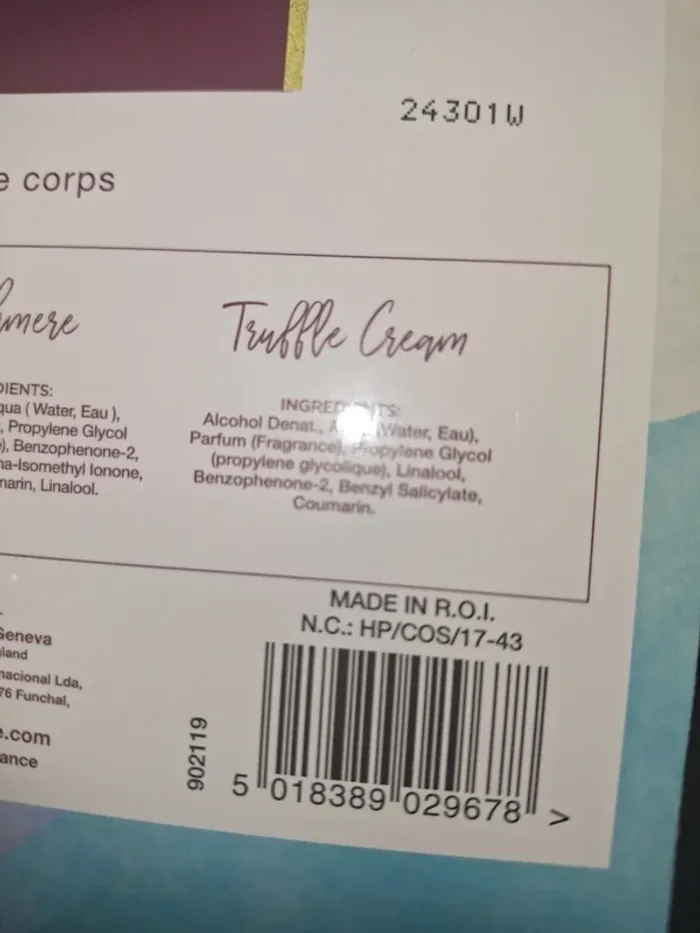 24301W
e corps
mere
Truffle Cream
DIENTS:
qua ( Water, Eau ),
, Propylene Glycol
), Benzophenone-2,
na-Isomethyl Ionone,
marin, Linalool.
INGREDIENTS:
Alcohol Denat., (Water, Eau),
Parfum (Fragrance), Propylene Glycol
(propylene glycolique), Linalool,
Benzophenone-2, Benzyl Salicylate,
Coumarin.
MADE IN R.O.I.
N.C.: HP/COS/17-43
Geneva
land
nacional Lda,
76 Funchal,
e.com
ance
902119
5 018389 029678 >